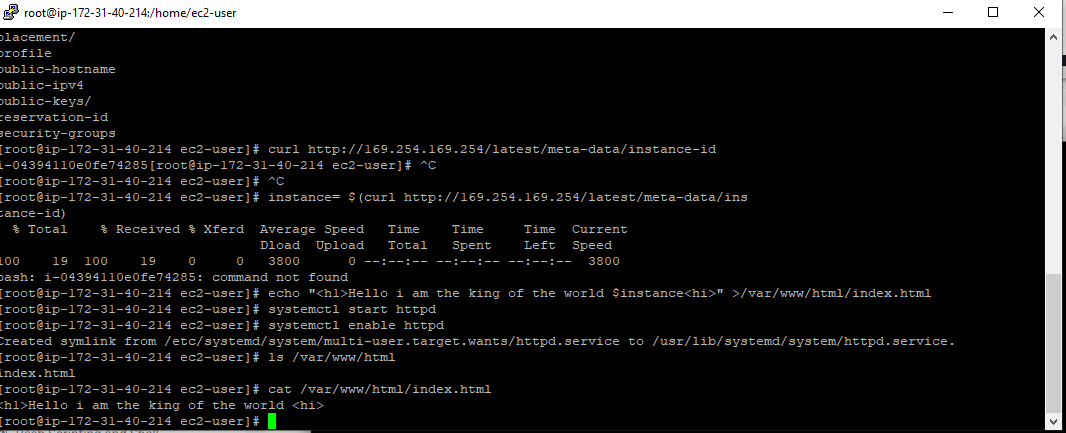 root@ip-172-31-40-214:/home/ec2-user
placement/
profile
public-hostname
public-ipv4
public-keys/
reservation-id
security-groups
[root@ip-172-31-40-214 ec2-user]# curl http://169.254.169.254/latest/meta-data/instance-id
i-04394110e0fe74285[root@ip-172-31-40-214 ec2-user]# ^C
[root@ip-172-31-40-214 ec2-user]# ^C
[root@ip-172-31-40-214 ec2-user]# instance= $(curl http://169.254.169.254/latest/meta-data/ins
tance-id)
% Total % Received % Xferd Average Speed Time Time Time Current
Dload Upload Total Spent Left Speed
100 19 100 19 0 0 3800 0 --:--:-- --:--:-- --:--:-- 3800
bash: i-04394110e0fe74285: command not found
[root@ip-172-31-40-214 ec2-user]# echo "<h1>Hello i am the king of the world $instance<hi>" >/var/www/html/index.html
[root@ip-172-31-40-214 ec2-user]# systemctl start httpd
[root@ip-172-31-40-214 ec2-user]# systemctl enable httpd
Created symlink from /etc/systemd/system/multi-user.target.wants/httpd.service to /usr/lib/systemd/system/httpd.service.
[root@ip-172-31-40-214 ec2-user]# ls /var/www/html
index.html
[root@ip-172-31-40-214 ec2-user]# cat /var/www/html/index.html
<h1>Hello i am the king of the world <hi>
[root@ip-172-31-40-214 ec2-user]#